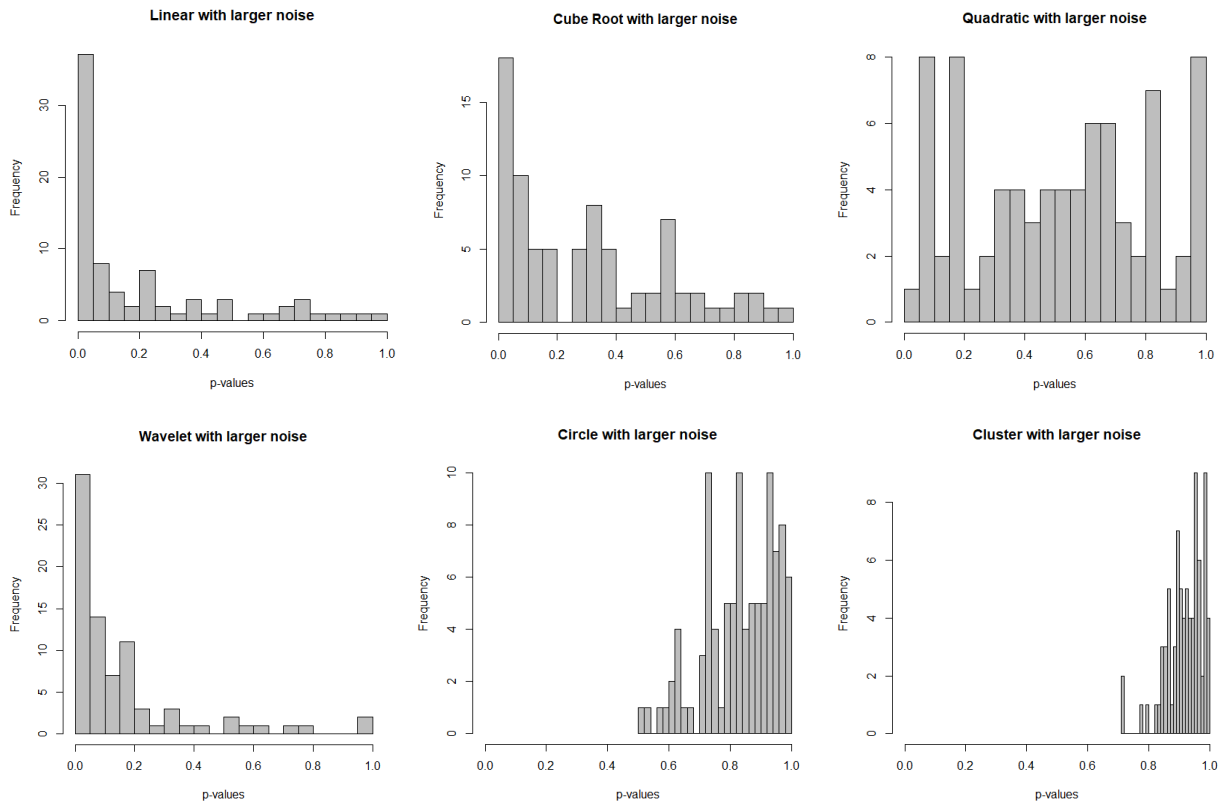 Linear with larger noise
Frequency
0 10 20 30
0.0 0.2 0.4 0.6 0.8 1.0
p-values
Cube Root with larger noise
Frequency
0 5 10 15
0.0 0.2 0.4 0.6 0.8 1.0
p-values
Quadratic with larger noise
Frequency
0 2 4 6 8
0.0 0.2 0.4 0.6 0.8 1.0
p-values
Wavelet with larger noise
Frequency
0 5 10 15 20 25 30
0.0 0.2 0.4 0.6 0.8 1.0
p-values
Circle with larger noise
Frequency
0 2 4 6 8 10
0.0 0.2 0.4 0.6 0.8 1.0
p-values
Cluster with larger noise
Frequency
0 2 4 6 8
0.0 0.2 0.4 0.6 0.8 1.0
p-values